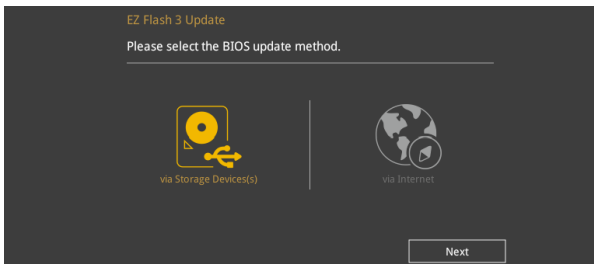 EZ Flash 3 Update
Please select the BIOS update method.
via Storage Devices(s)
via Internet
Next